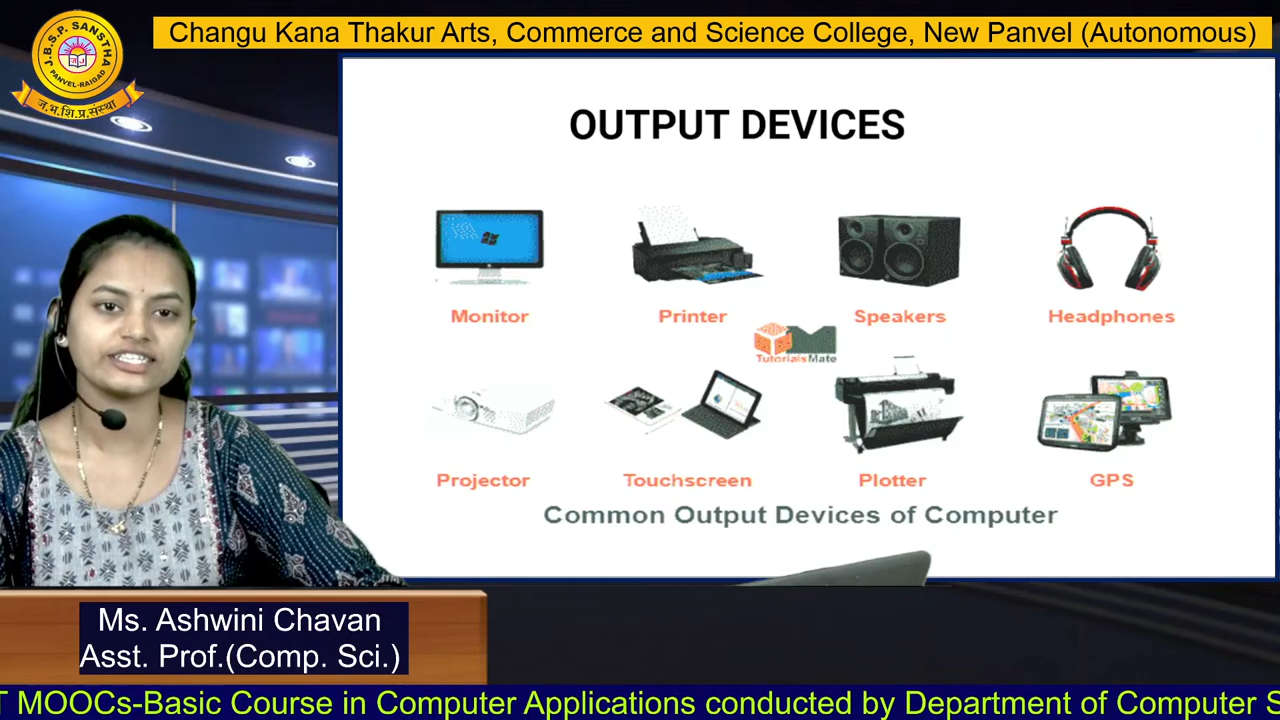 Changu Kana Thakur Arts, Commerce and Science College, New Panvel (Autonomous)
J.B.S.P. SANSTHA
PANVEL-RAIGAD
ज.भ.शि.प्र.संस्था
OUTPUT DEVICES
Monitor
Printer
Speakers
Headphones
TutorialsMate
Projector
Touchscreen
Plotter
GPS
Common Output Devices of Computer
Ms. Ashwini Chavan
Asst. Prof.(Comp. Sci.)
T MOOCs-Basic Course in Computer Applications conducted by Department of Computer S